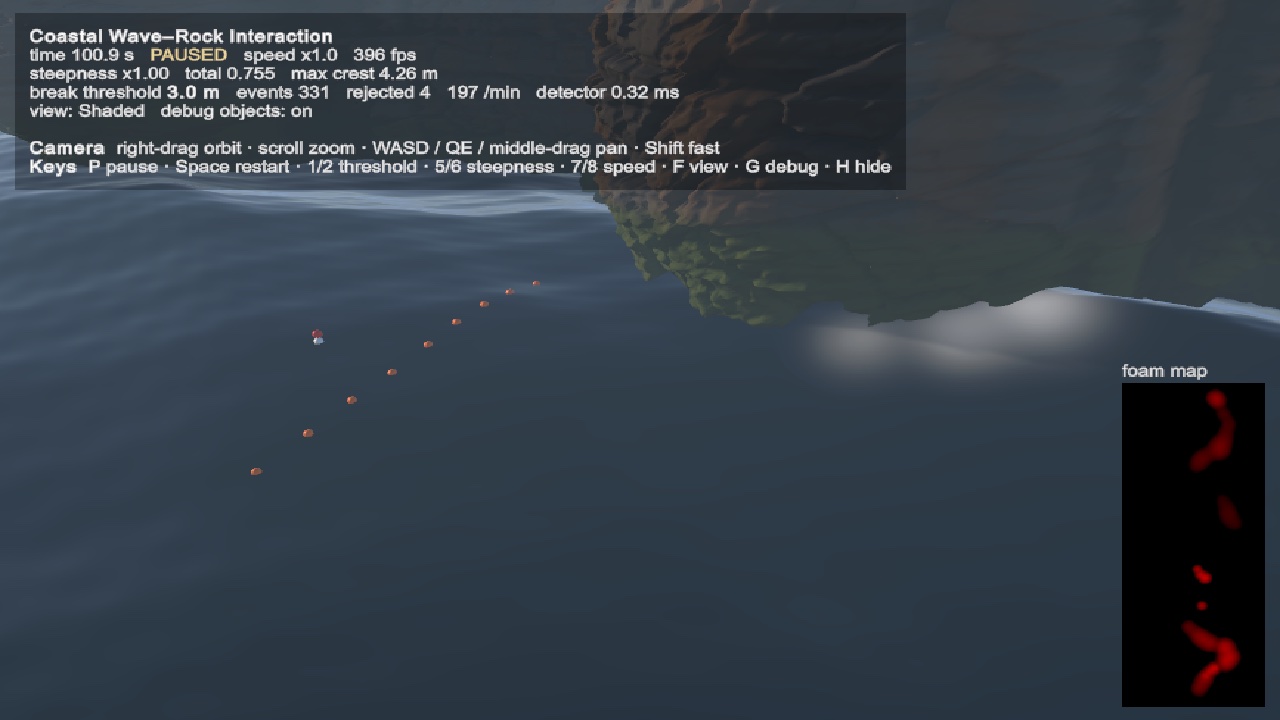 Coastal Wave–Rock Interaction
time 100.9 s PAUSED speed x1.0 396 fps
steepness x1.00 total 0.755 max crest 4.26 m
break threshold 3.0 m events 331 rejected 4 197 /min detector 0.32 ms
view: Shaded debug objects: on
Camera right-drag orbit · scroll zoom · WASD / QE / middle-drag pan · Shift fast
Keys P pause · Space restart · 1/2 threshold · 5/6 steepness · 7/8 speed · F view · G debug · H hide
foam map